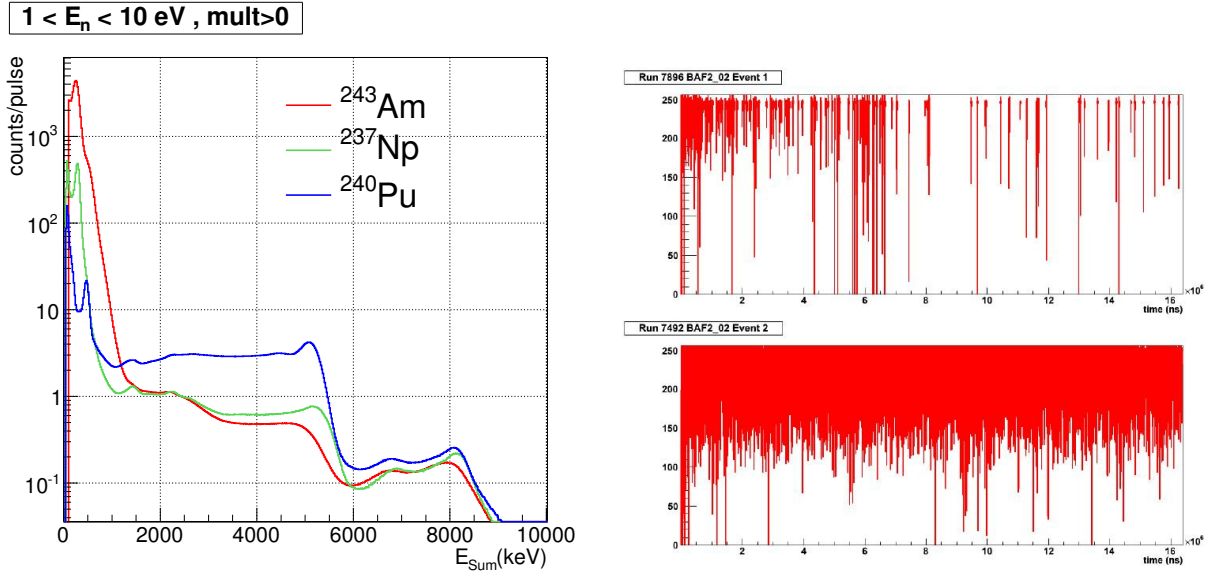 1 < Eₙ < 10 eV , mult>0
counts/pulse
10³
10²
10
1
10⁻¹
²⁴³Am
²³⁷Np
²⁴⁰Pu
0 2000 4000 6000 8000 10000
E_Sum(keV)
Run 7896 BAF2_02 Event 1
250
200
150
100
50
0
2 4 6 8 10 12 14 16
×10⁶
time (ns)
Run 7492 BAF2_02 Event 2
250
200
150
100
50
0
2 4 6 8 10 12 14 16
×10⁶
time (ns)